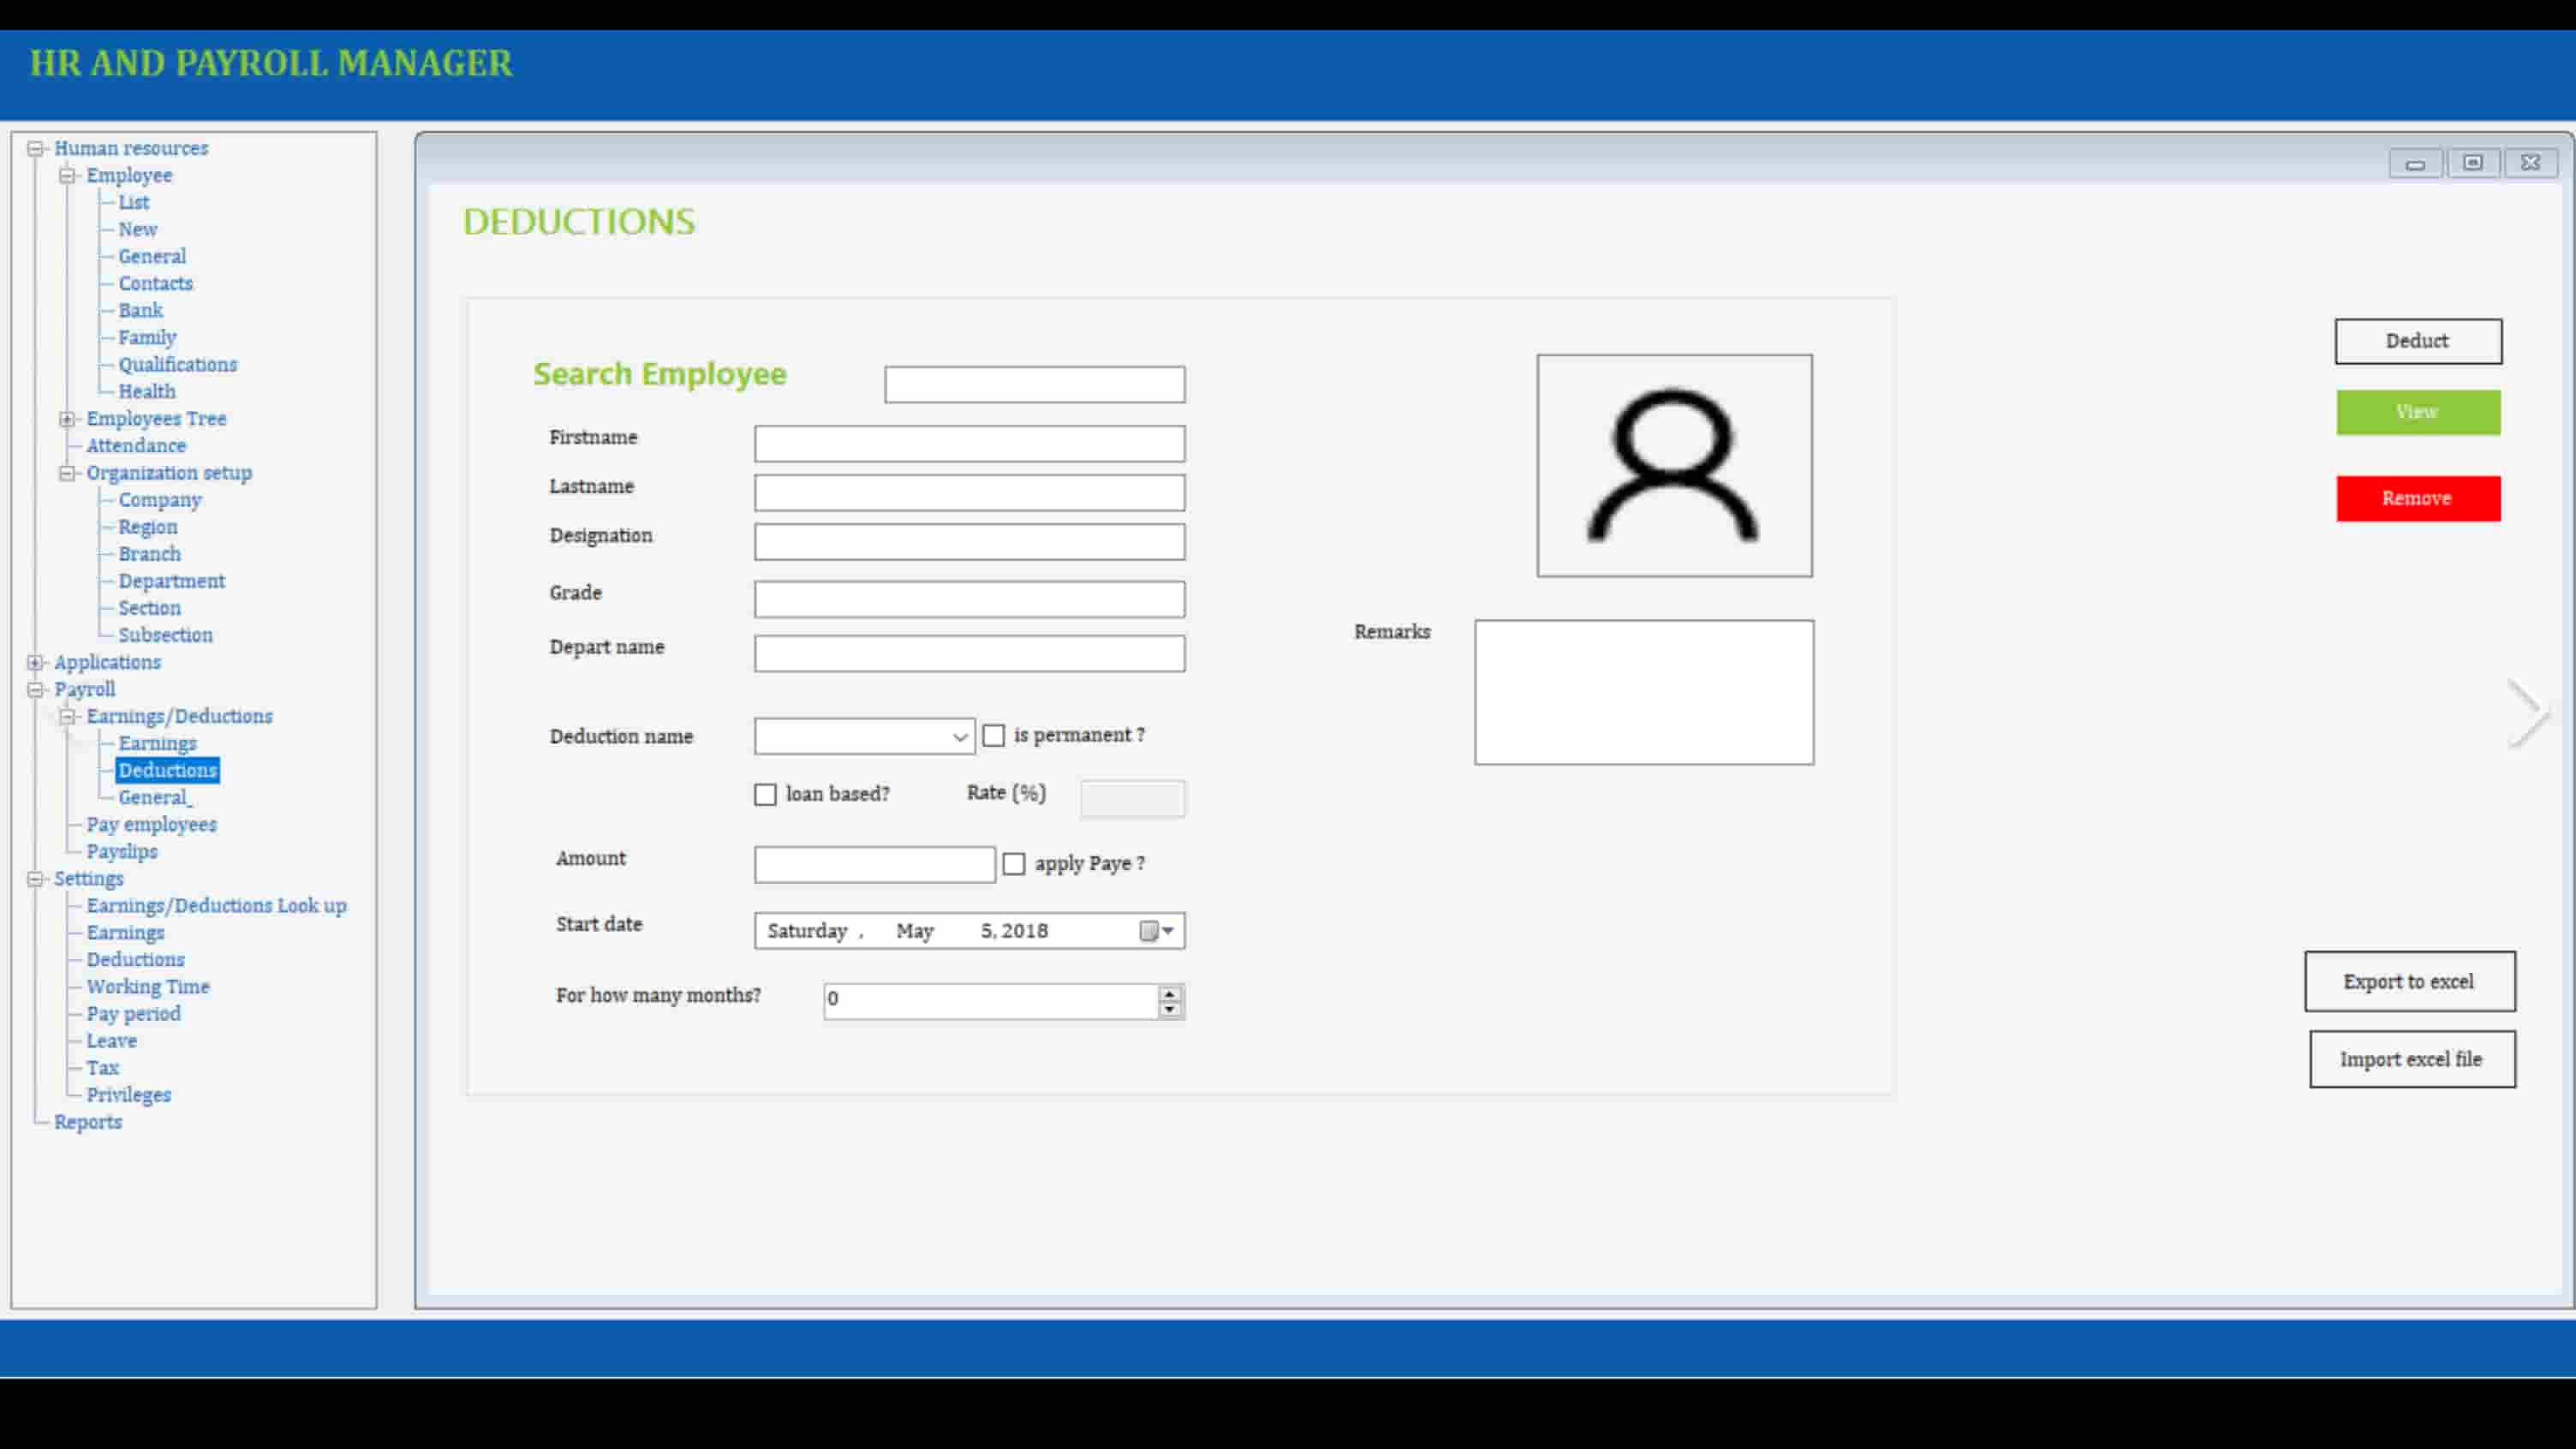 HR AND PAYROLL MANAGER
Human resources
Employee
List
New
General
Contacts
Bank
Family
Qualifications
Health
Employees Tree
Attendance
Organization setup
Company
Region
Branch
Department
Section
Subsection
Applications
Payroll
Earnings/Deductions
Earnings
Deductions
General_
Pay employees
Payslips
Settings
Earnings/Deductions Look up
Earnings
Deductions
Working Time
Pay period
Leave
Tax
Privileges
Reports
DEDUCTIONS
Search Employee
Firstname
Lastname
Designation
Grade
Depart name
Deduction name is permanent ?
loan based? Rate (%)
Amount apply Paye ?
Start date Saturday , May 5, 2018
For how many months? 0
Remarks
Deduct
View
Remove
Export to excel
Import excel file